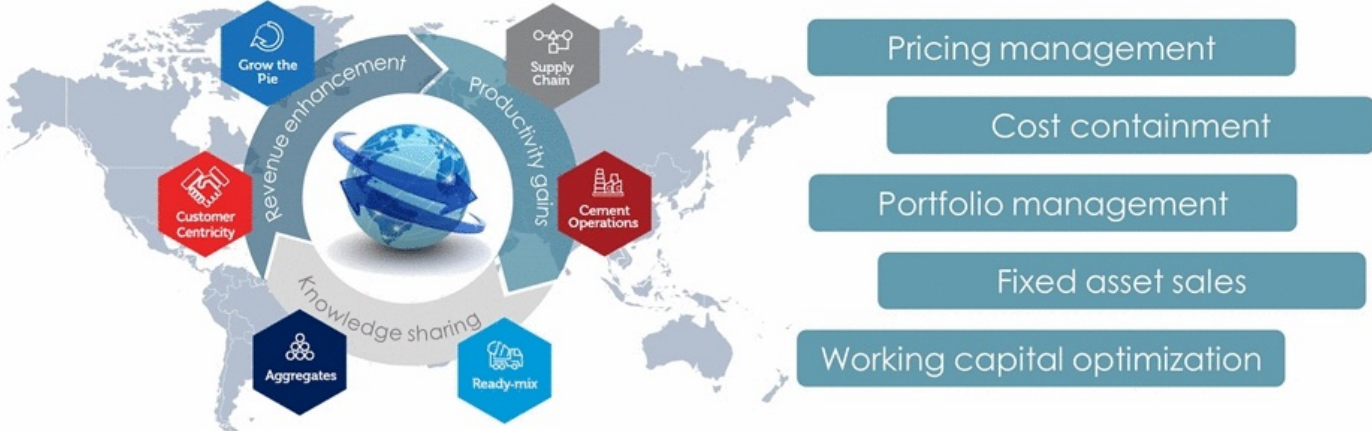 Grow the
Pie
Supply
Chain
Revenue enhancement
Productivity gains
Customer
Centricity
Cement
Operations
Knowledge sharing
Aggregates
Ready-mix
Pricing management
Cost containment
Portfolio management
Fixed asset sales
Working capital optimization